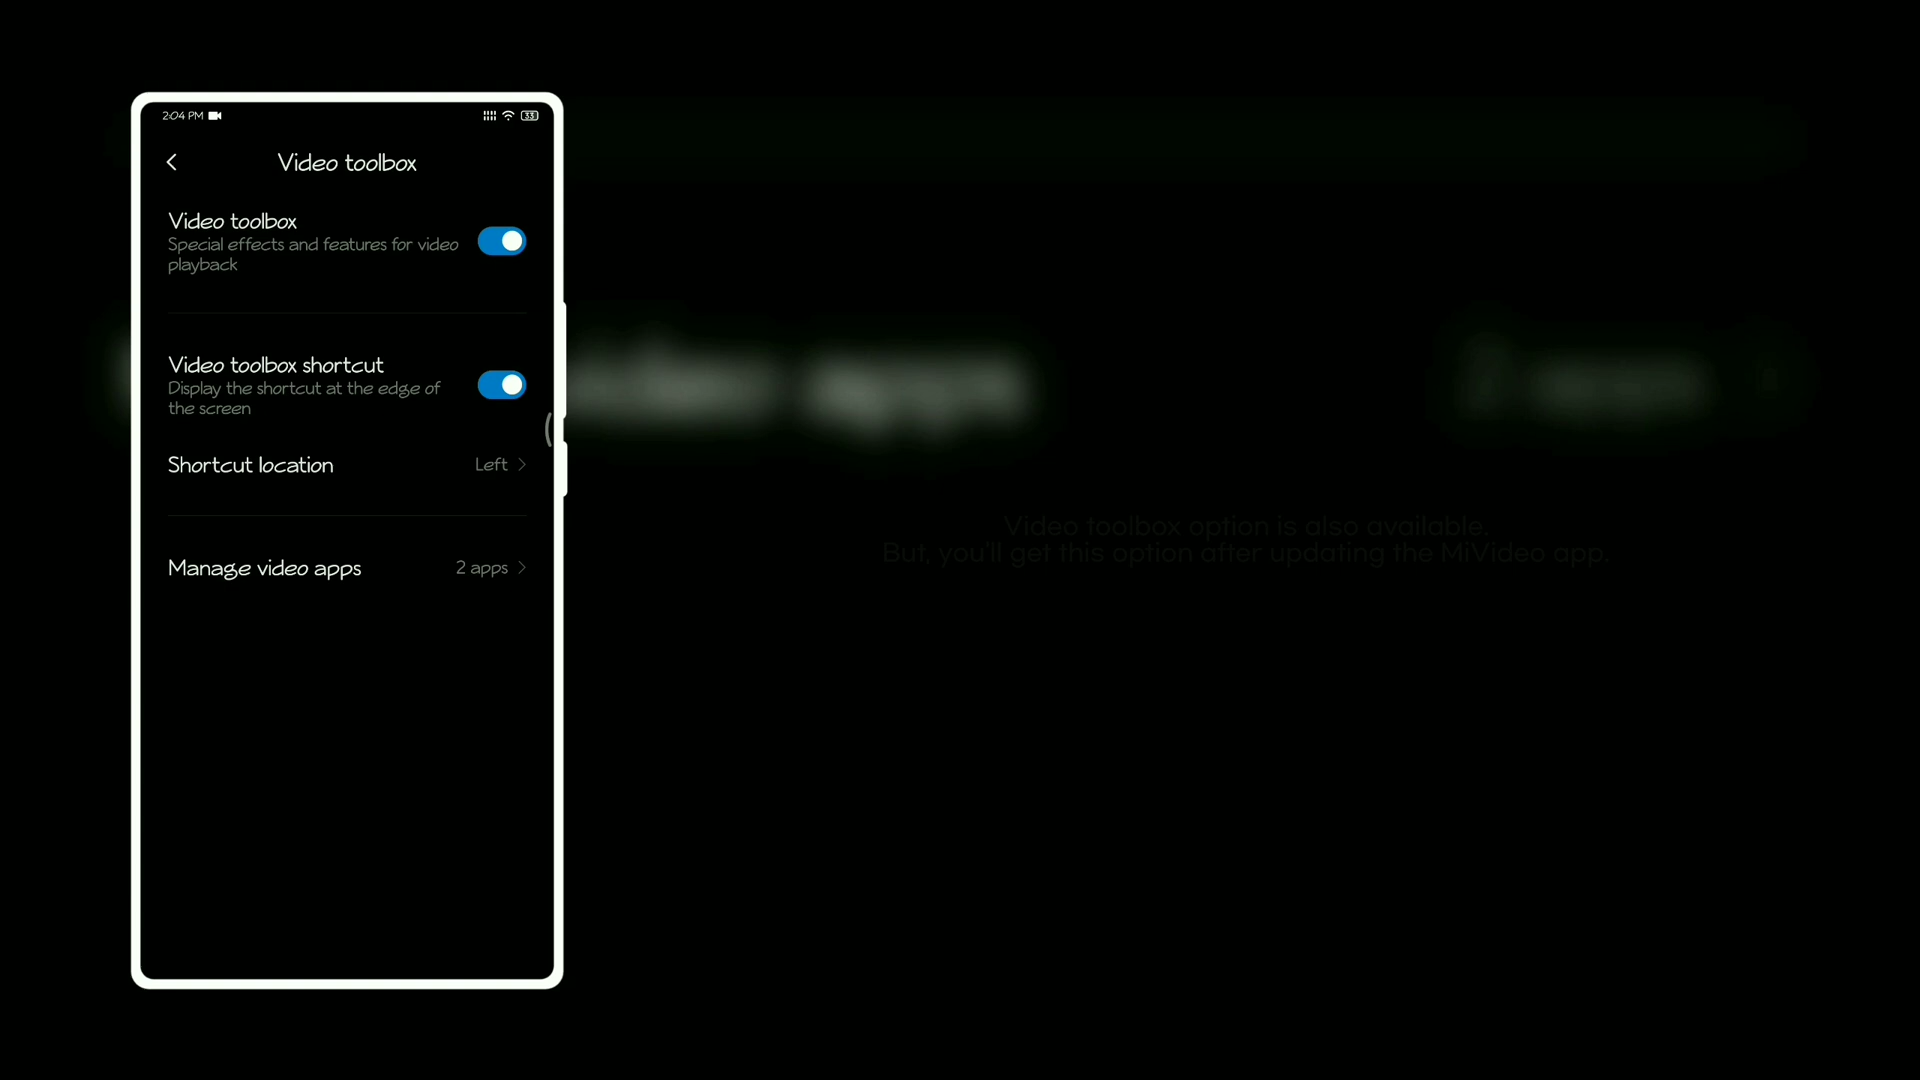 2:04 PM
33
Video toolbox
Video toolbox
Special effects and features for video
playback
Video toolbox shortcut
Display the shortcut at the edge of
the screen
Shortcut location
Left
Manage video apps
2 apps
Video toolbox option is also available.
But, you'll get this option after updating the MiVideo app.